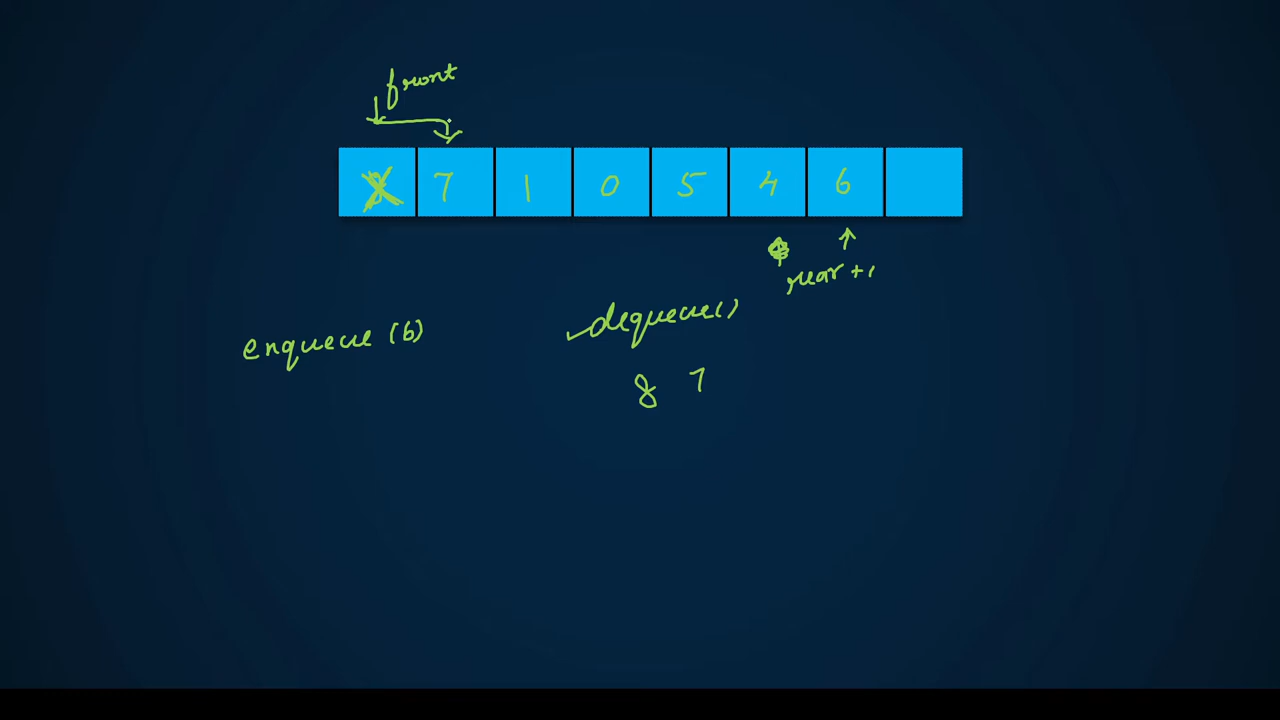 front
7 1 0 5 4 6
rear +1
dequeue()
enqueue (6)
8 7